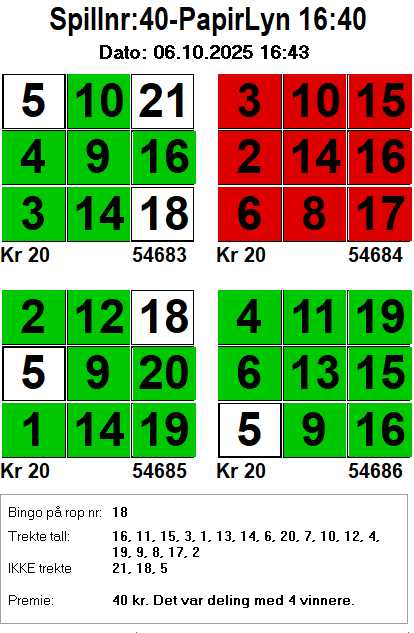 Spillnr:40-PapirLyn 16:40
Dato: 06.10.2025 16:43
5 10 21
4 9 16
3 14 18
Kr 20 54683
3 10 15
2 14 16
6 8 17
Kr 20 54684
2 12 18
5 9 20
1 14 19
Kr 20 54685
4 11 19
6 13 15
5 9 16
Kr 20 54686
Bingo på rop nr: 18
Trekte tall: 16, 11, 15, 3, 1, 13, 14, 6, 20, 7, 10, 12, 4,
19, 9, 8, 17, 2
IKKE trekte 21, 18, 5
Premie: 40 kr. Det var deling med 4 vinnere.